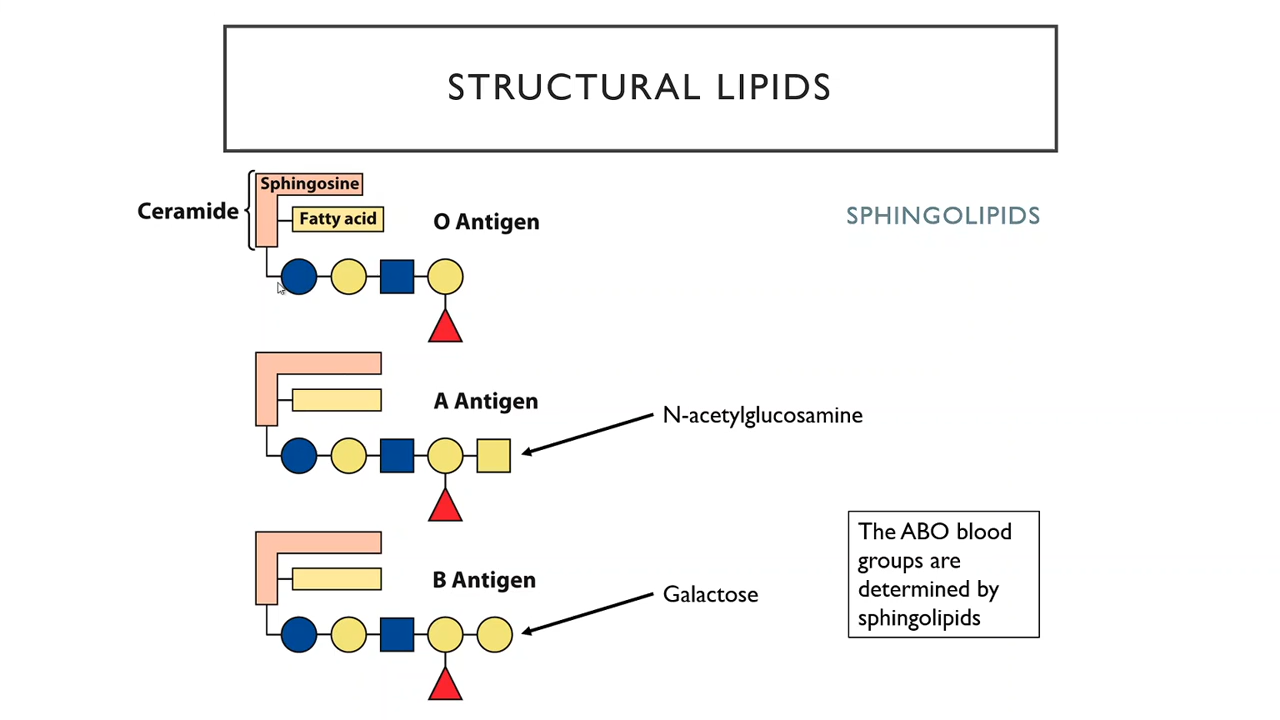 STRUCTURAL LIPIDS
Sphingosine
Ceramide
Fatty acid
O Antigen
SPHINGOLIPIDS
A Antigen
N-acetylglucosamine
B Antigen
Galactose
The ABO blood
groups are
determined by
sphingolipids